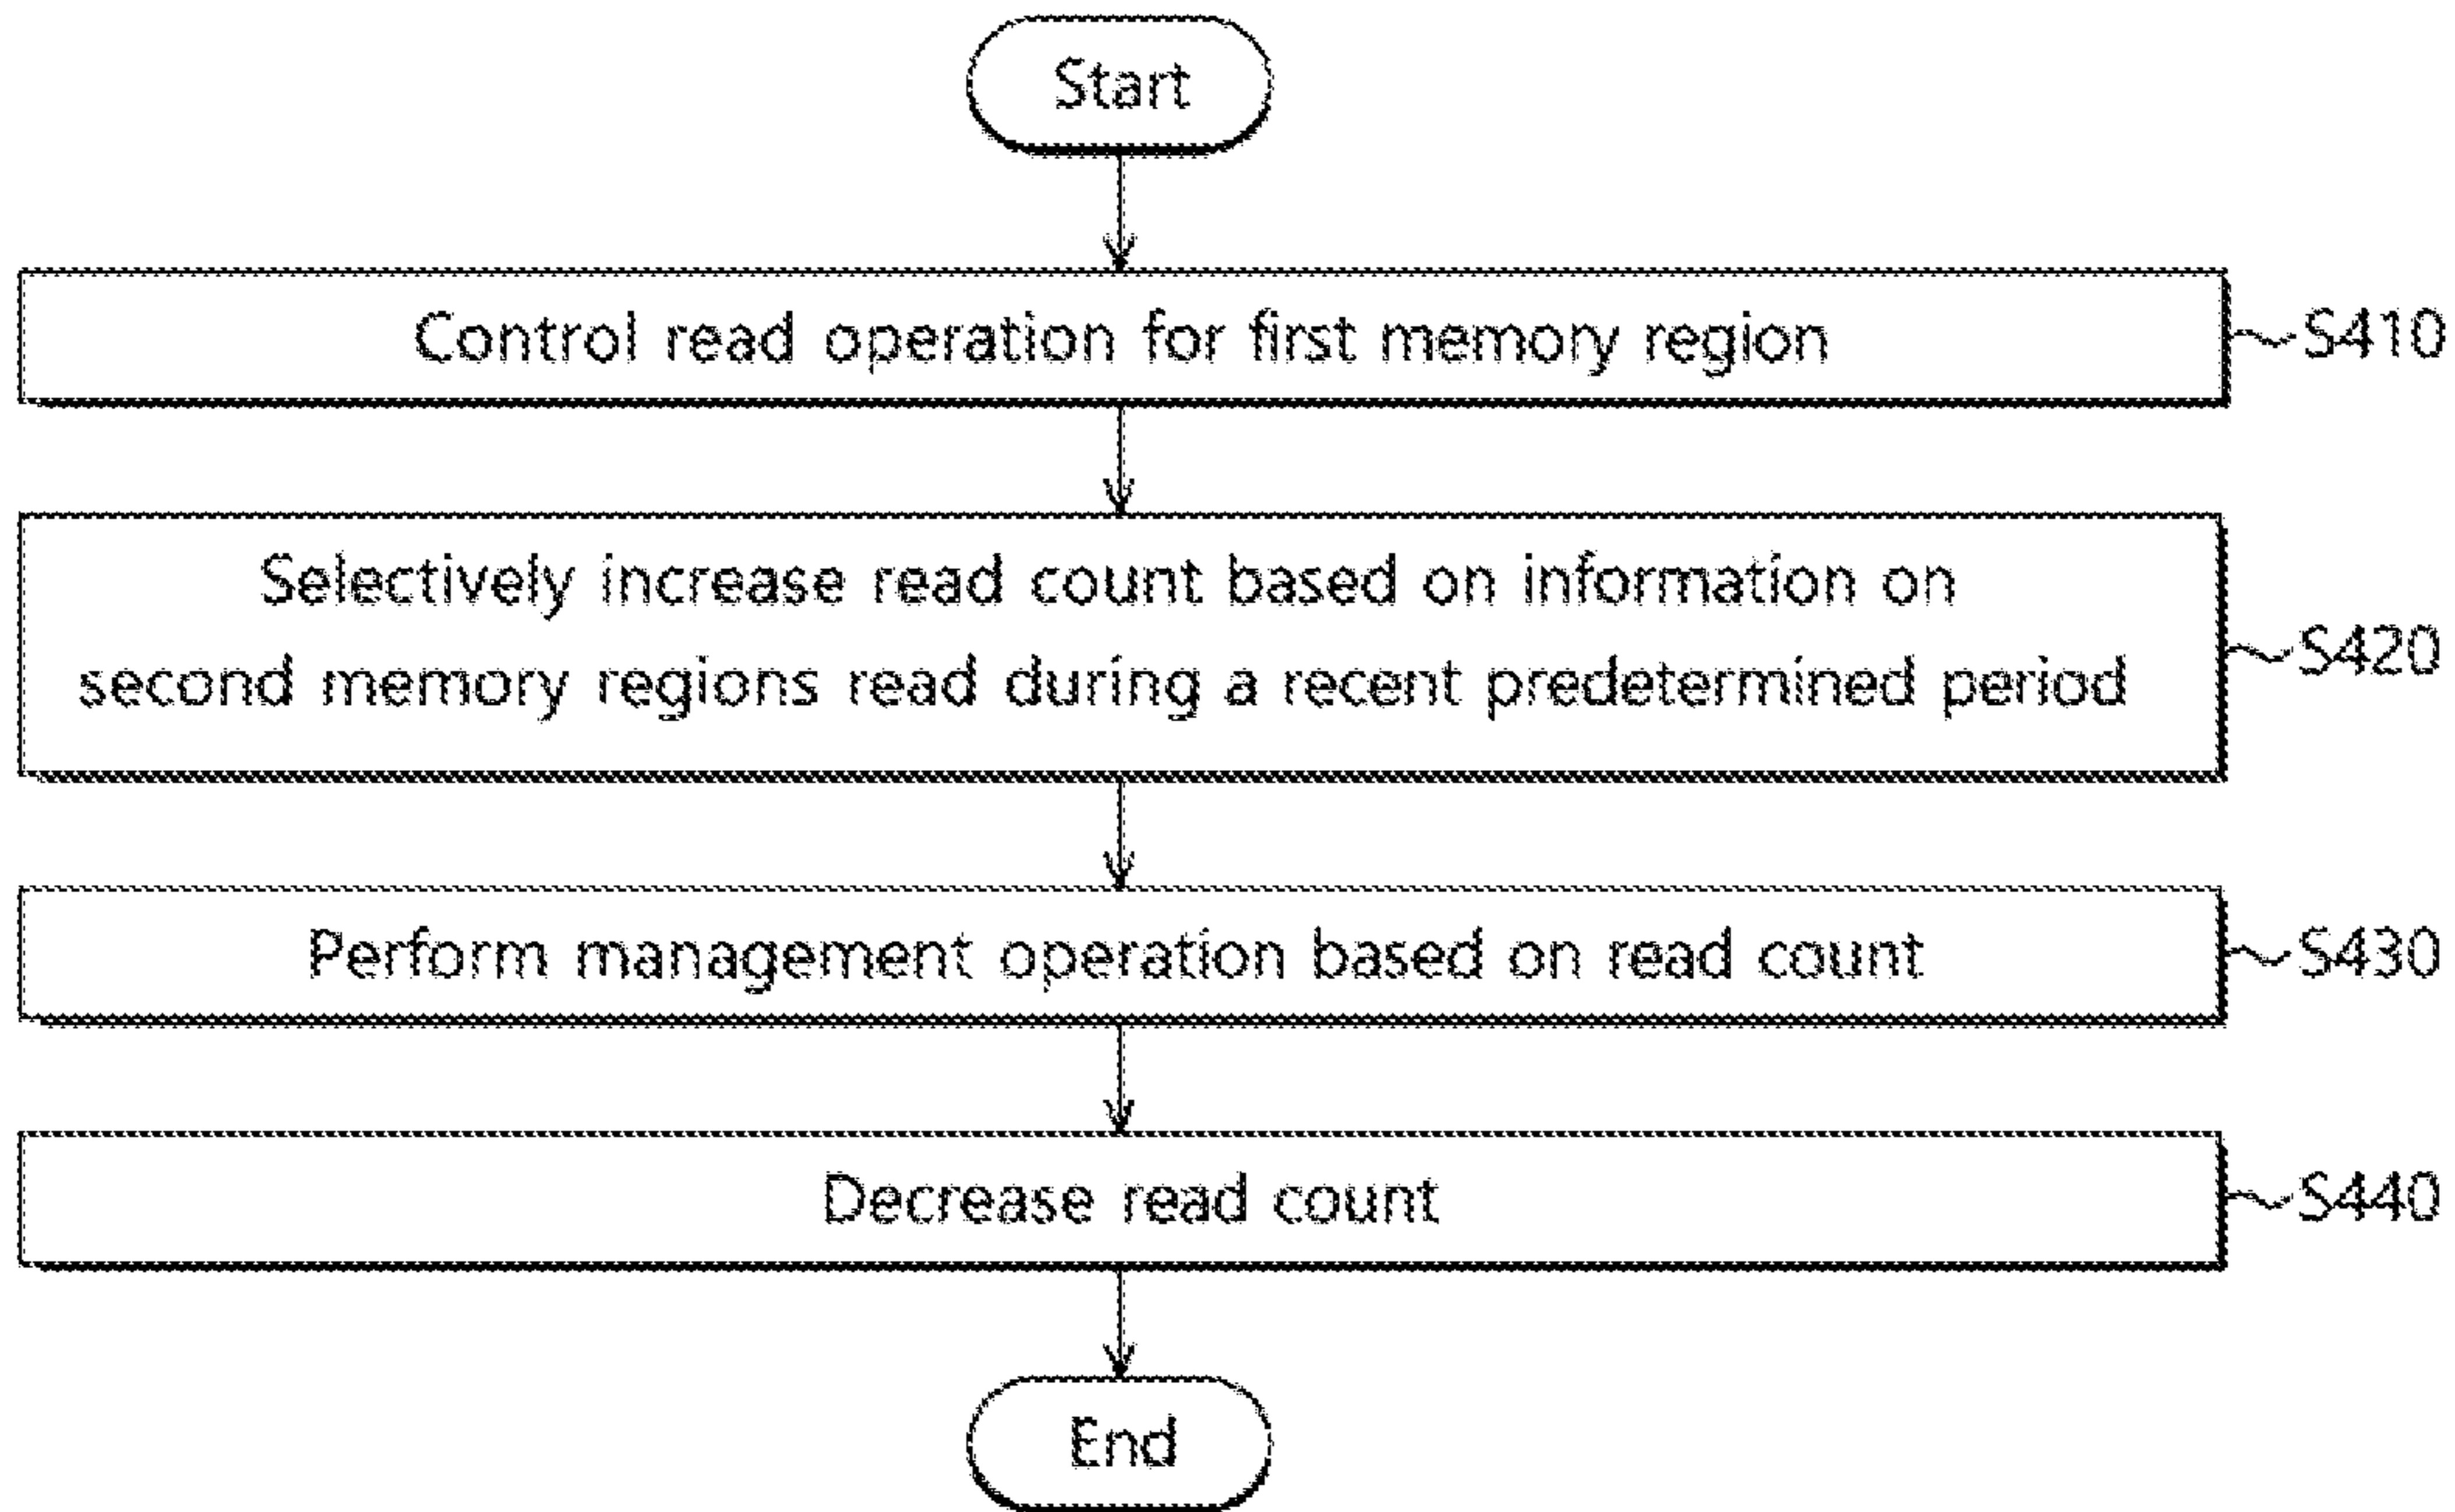 Start
Control read operation for first memory region
S410
Selectively increase read count based on information on
second memory regions read during a recent predetermined period
S420
Perform management operation based on read count
S430
Decrease read count
S440
End